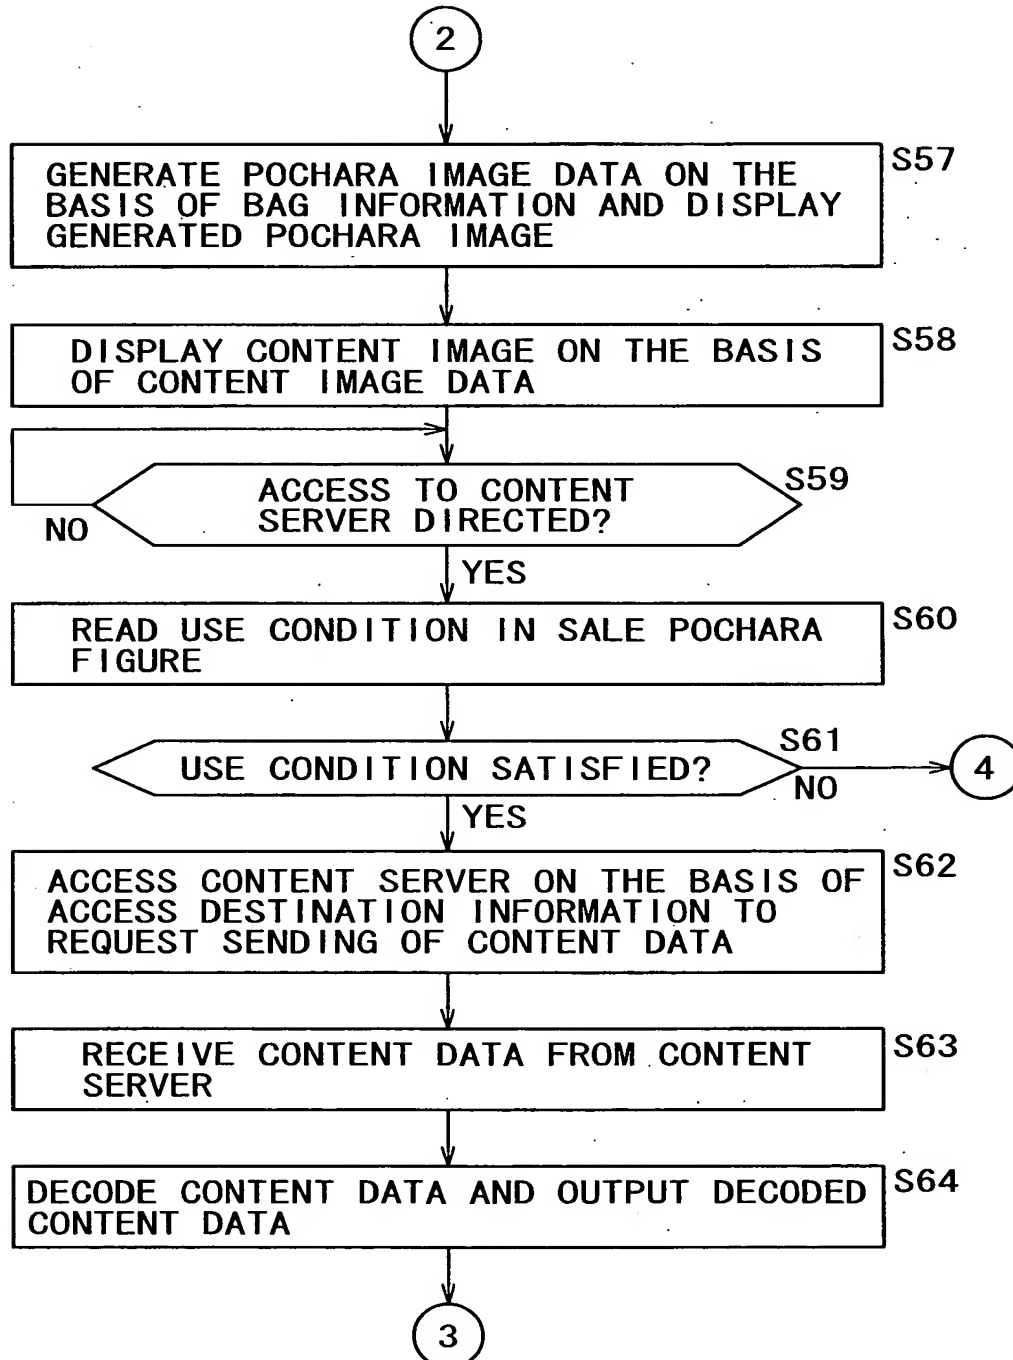 2
GENERATE POCHARA IMAGE DATA ON THE
BASIS OF BAG INFORMATION AND DISPLAY
GENERATED POCHARA IMAGE
S57
DISPLAY CONTENT IMAGE ON THE BASIS
OF CONTENT IMAGE DATA
S58
ACCESS TO CONTENT
SERVER DIRECTED?
S59
NO
YES
READ USE CONDITION IN SALE POCHARA
FIGURE
S60
USE CONDITION SATISFIED?
S61
NO
4
YES
ACCESS CONTENT SERVER ON THE BASIS OF
ACCESS DESTINATION INFORMATION TO
REQUEST SENDING OF CONTENT DATA
S62
RECEIVE CONTENT DATA FROM CONTENT
SERVER
S63
DECODE CONTENT DATA AND OUTPUT DECODED
CONTENT DATA
S64
3